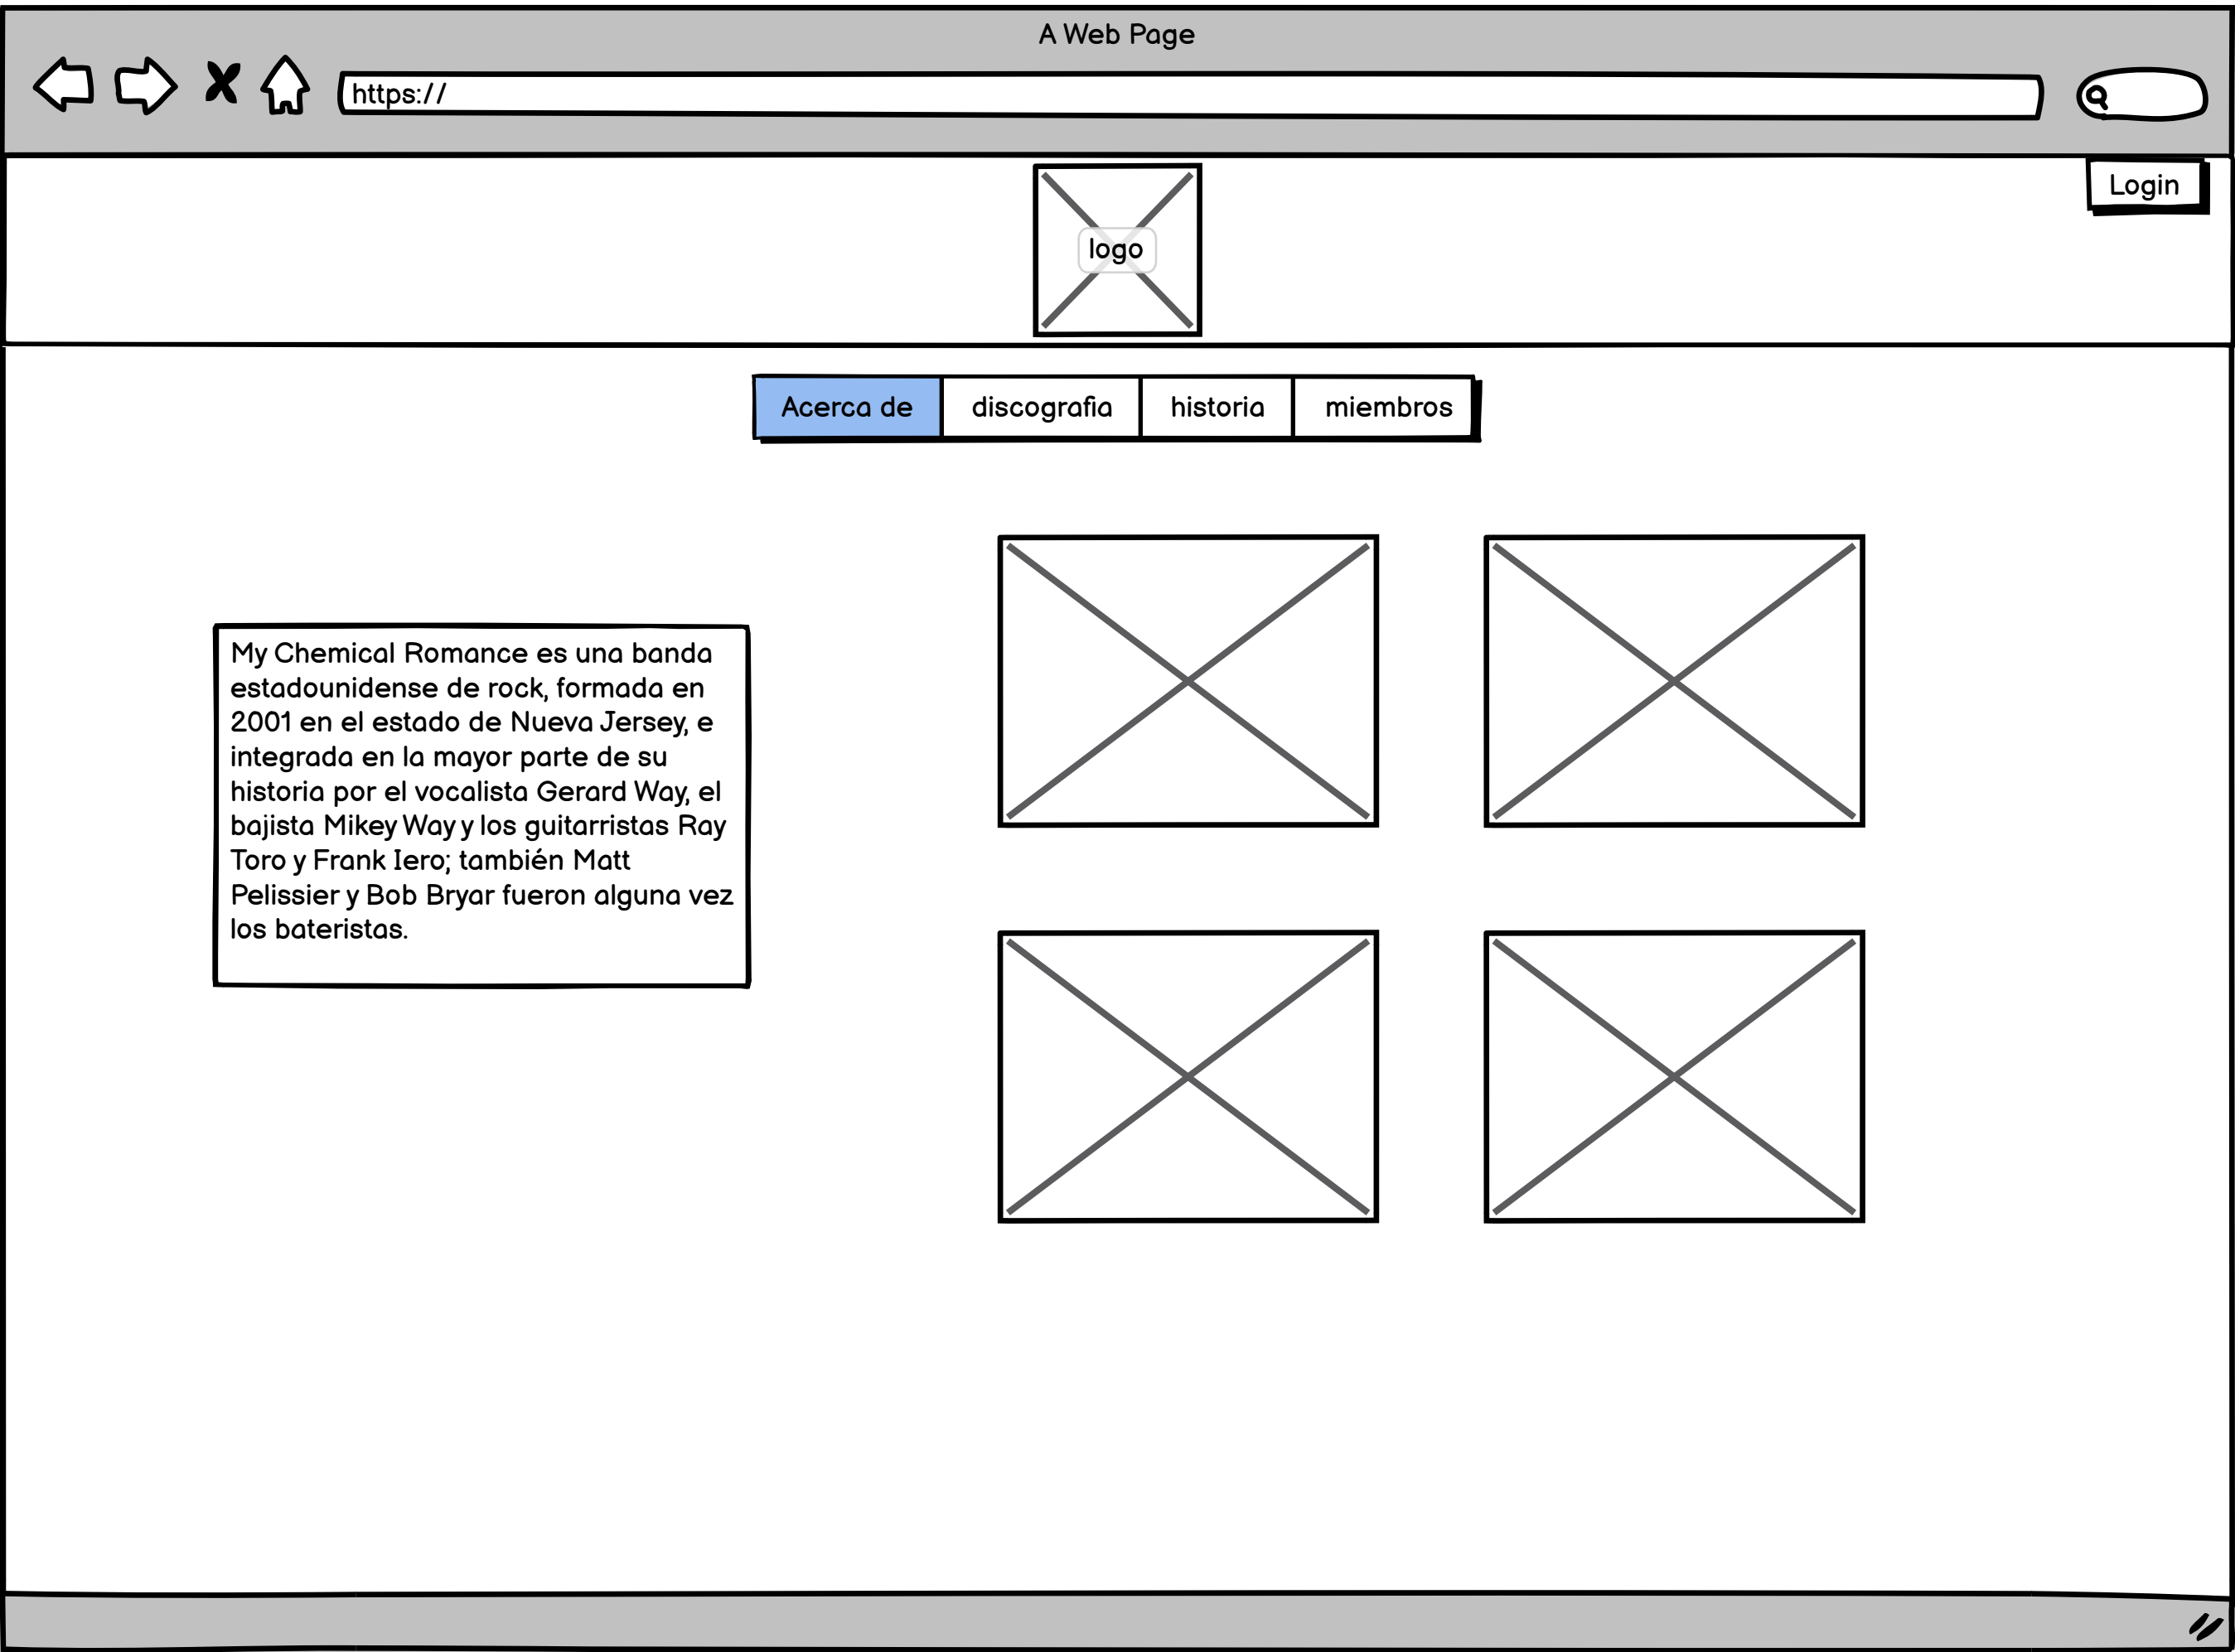 A Web Page
https://
Login
logo
Acerca de discografia historia miembros
My Chemical Romance es una banda
estadounidense de rock, formada en
2001 en el estado de Nueva Jersey, e
integrada en la mayor parte de su
historia por el vocalista Gerard Way, el
bajista Mikey Way y los guitarristas Ray
Toro y Frank Iero; también Matt
Pelissier y Bob Bryar fueron alguna vez
los bateristas.